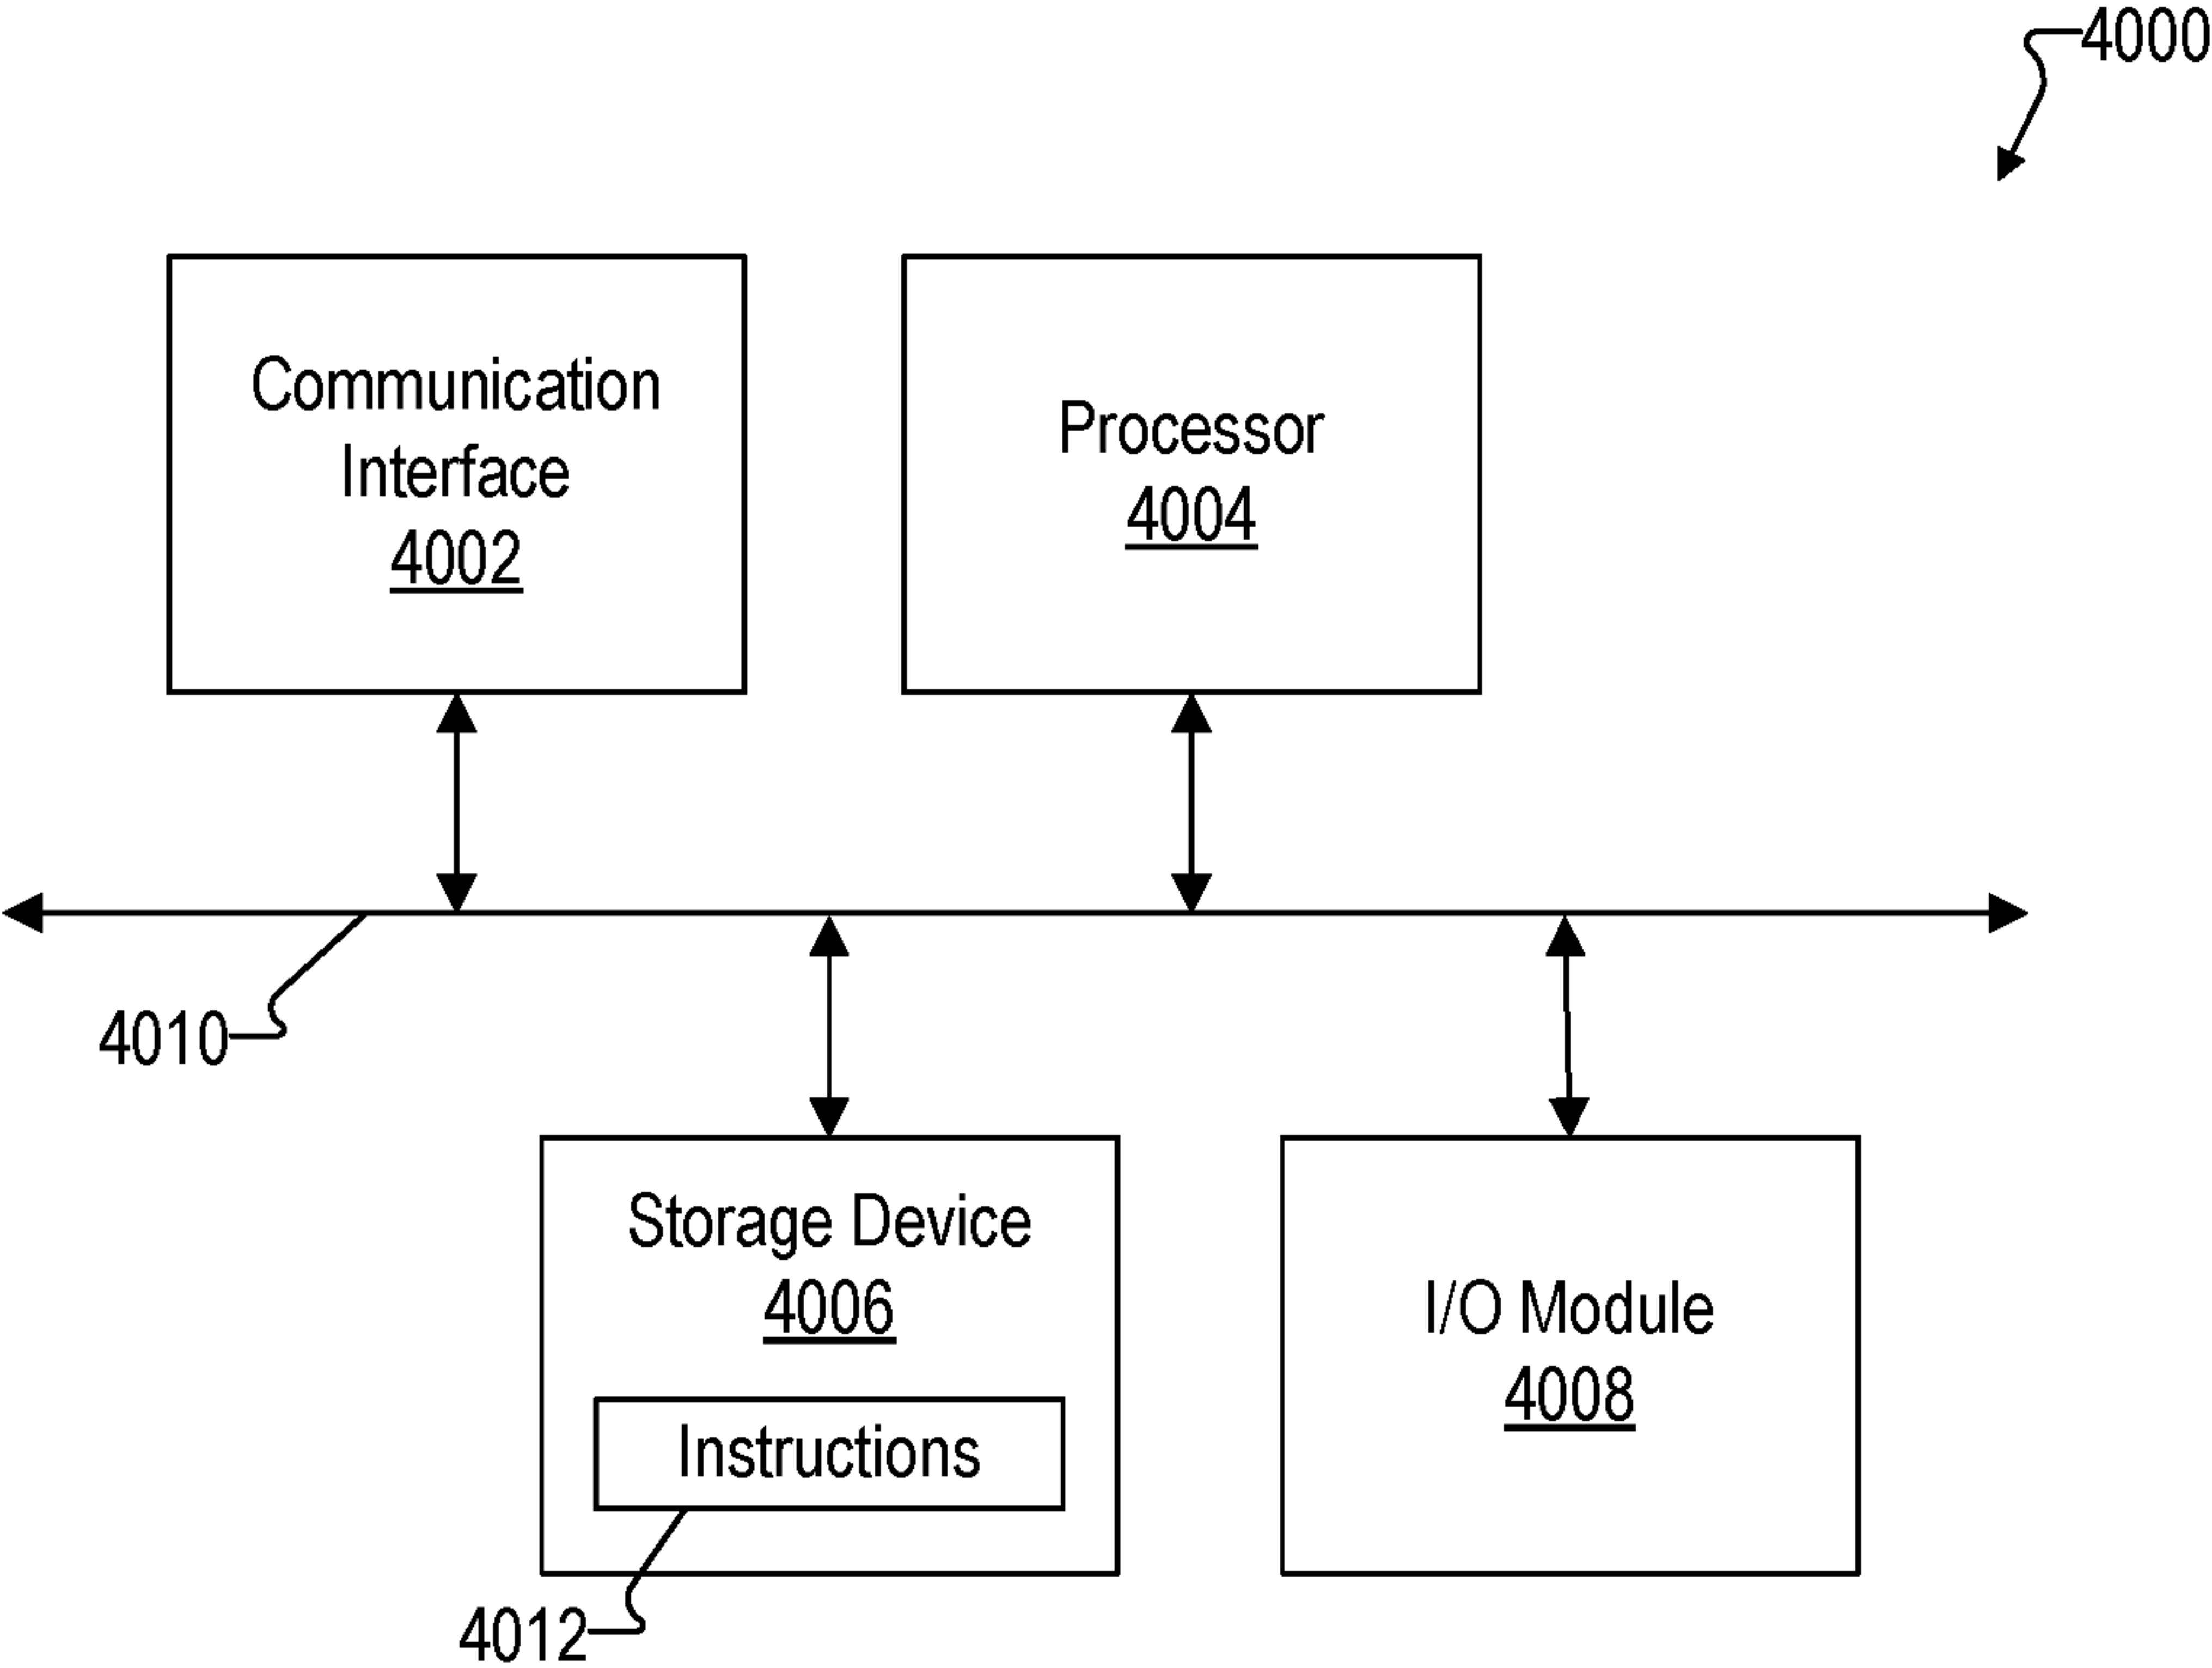 4000
Communication
Interface
4002
Processor
4004
4010
Storage Device
4006
Instructions
4012
I/O Module
4008